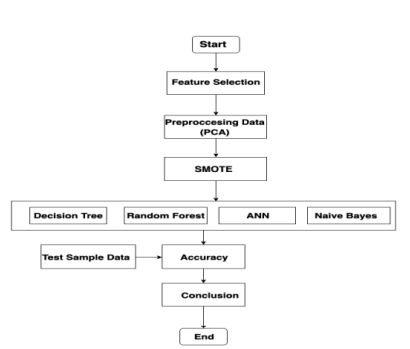 Start
Feature Selection
Preproccesing Data
(PCA)
SMOTE
Decision Tree
Random Forest
ANN
Naive Bayes
Test Sample Data
Accuracy
Conclusion
End